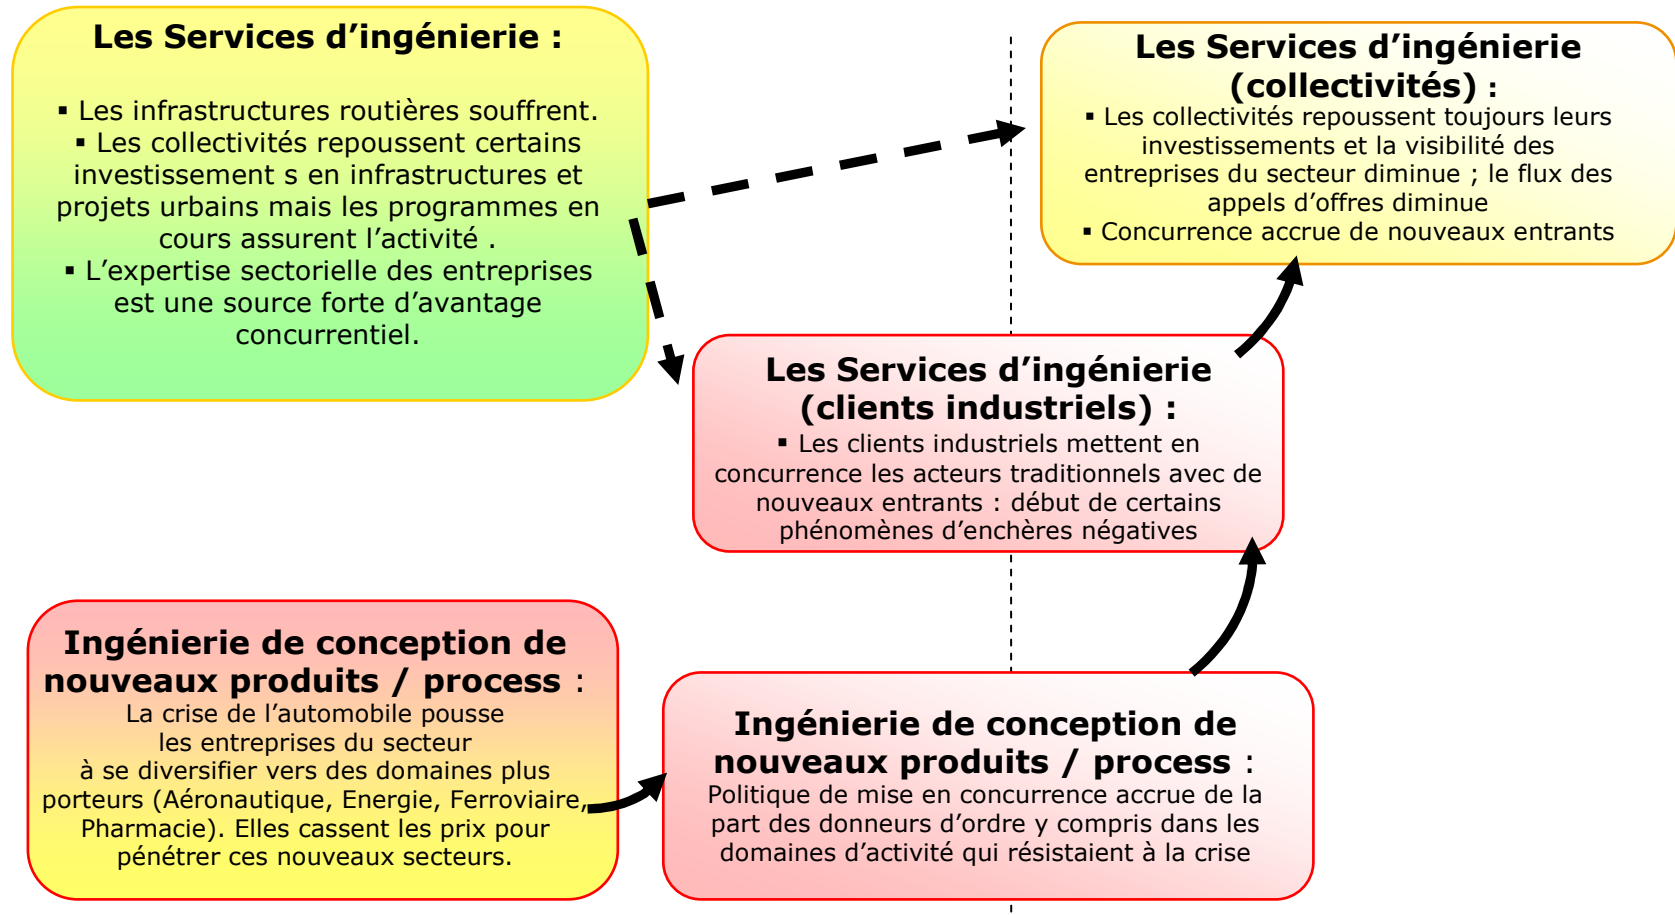 Les Services d’ingénierie :
▪ Les infrastructures routières souffrent.
▪ Les collectivités repoussent certains
investissement s en infrastructures et
projets urbains mais les programmes en
cours assurent l’activité .
▪ L’expertise sectorielle des entreprises
est une source forte d’avantage
concurrentiel.
Les Services d’ingénierie
(collectivités) :
▪ Les collectivités repoussent toujours leurs
investissements et la visibilité des
entreprises du secteur diminue ; le flux des
appels d’offres diminue
▪ Concurrence accrue de nouveaux entrants
Les Services d’ingénierie
(clients industriels) :
▪ Les clients industriels mettent en
concurrence les acteurs traditionnels avec de
nouveaux entrants : début de certains
phénomènes d’enchères négatives
Ingénierie de conception de
nouveaux produits / process :
La crise de l’automobile pousse
les entreprises du secteur
à se diversifier vers des domaines plus
porteurs (Aéronautique, Energie, Ferroviaire,
Pharmacie). Elles cassent les prix pour
pénétrer ces nouveaux secteurs.
Ingénierie de conception de
nouveaux produits / process :
Politique de mise en concurrence accrue de la
part des donneurs d’ordre y compris dans les
domaines d’activité qui résistaient à la crise